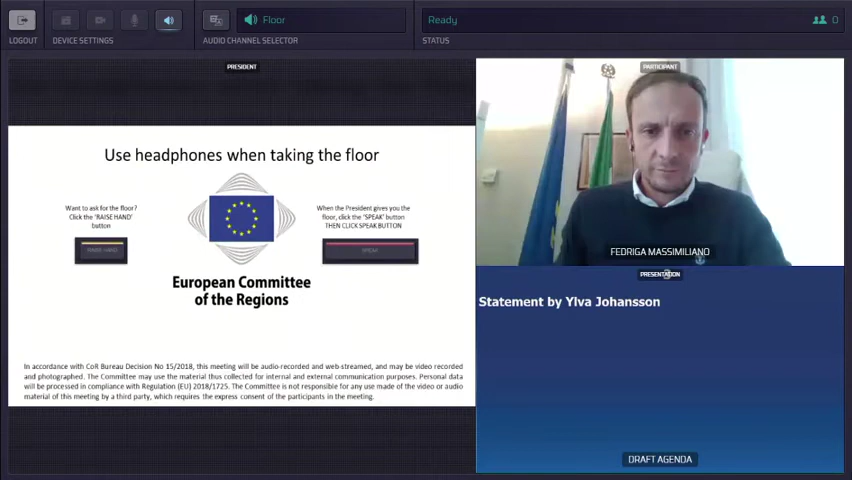 Floor
Ready
0
LOGOUT
DEVICE SETTINGS
AUDIO CHANNEL SELECTOR
STATUS
PRESIDENT
Use headphones when taking the floor
Want to ask for the floor?
Click the 'RAISE HAND'
button
RAISE HAND
When the President gives you the
floor, click the "SPEAK" button
THEN CLICK SPEAK BUTTON
SPEAK
European Committee
of the Regions
In accordance with CoR Bureau Decision No 15/2018, this meeting will be audio-recorded and web-streamed, and may be video recorded
and photographed. The Committee may use the material thus collected for internal and external communication purposes. Personal data
will be processed in compliance with Regulation (EU) 2018/1725. The Committee is not responsible for any use made of the video or audio
material of this meeting by a third party, which requires the express consent of the participants in the meeting.
PARTICIPANT
FEDRIGA MASSIMILIANO
PRESENTATION
Statement by Ylva Johansson
DRAFT AGENDA